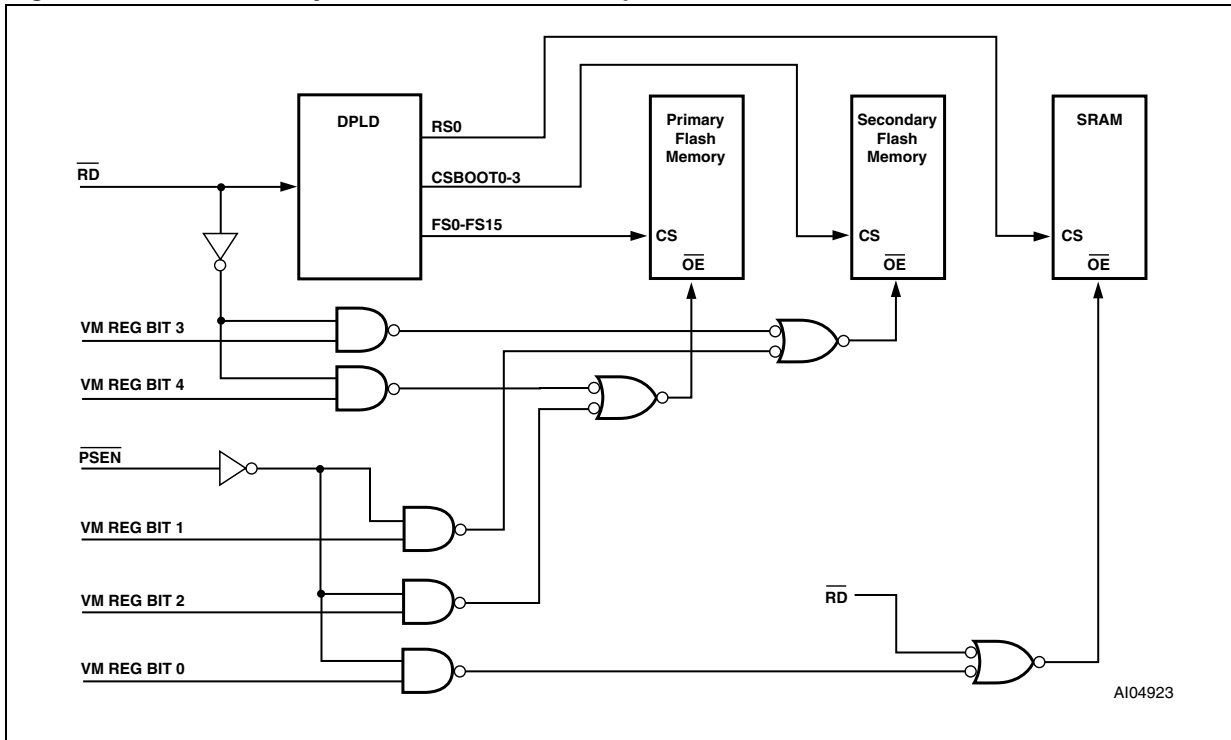 DPLD
RS0
CSBOOT0-3
FS0-FS15
Primary
Flash
Memory
CS
OE
Secondary
Flash
Memory
CS
OE
SRAM
CS
OE
RD
VM REG BIT 3
VM REG BIT 4
PSEN
VM REG BIT 1
VM REG BIT 2
VM REG BIT 0
RD
AI04923